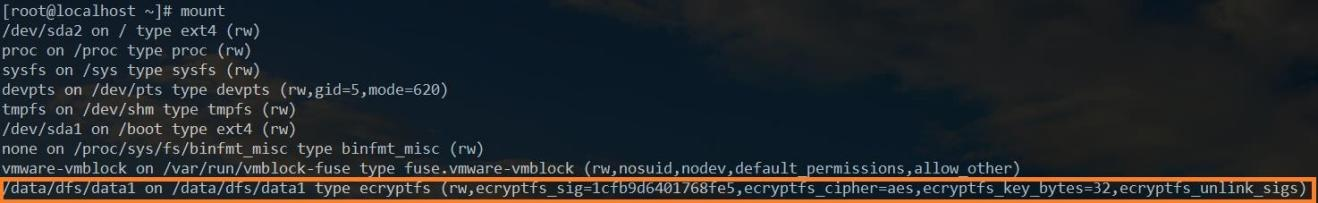 [root@localhost ~]# mount
/dev/sda2 on / type ext4 (rw)
proc on /proc type proc (rw)
sysfs on /sys type sysfs (rw)
devpts on /dev/pts type devpts (rw,gid=5,mode=620)
tmpfs on /dev/shm type tmpfs (rw)
/dev/sda1 on /boot type ext4 (rw)
none on /proc/sys/fs/binfmt_misc type binfmt_misc (rw)
vmware-vmblock on /var/run/vmblock-fuse type fuse.vmware-vmblock (rw,nosuid,nodev,default_permissions,allow_other)
/data/dfs/data1 on /data/dfs/data1 type ecryptfs (rw,ecryptfs_sig=1cfb9d6401768fe5,ecryptfs_cipher=aes,ecryptfs_key_bytes=32,ecryptfs_unlink_sigs)